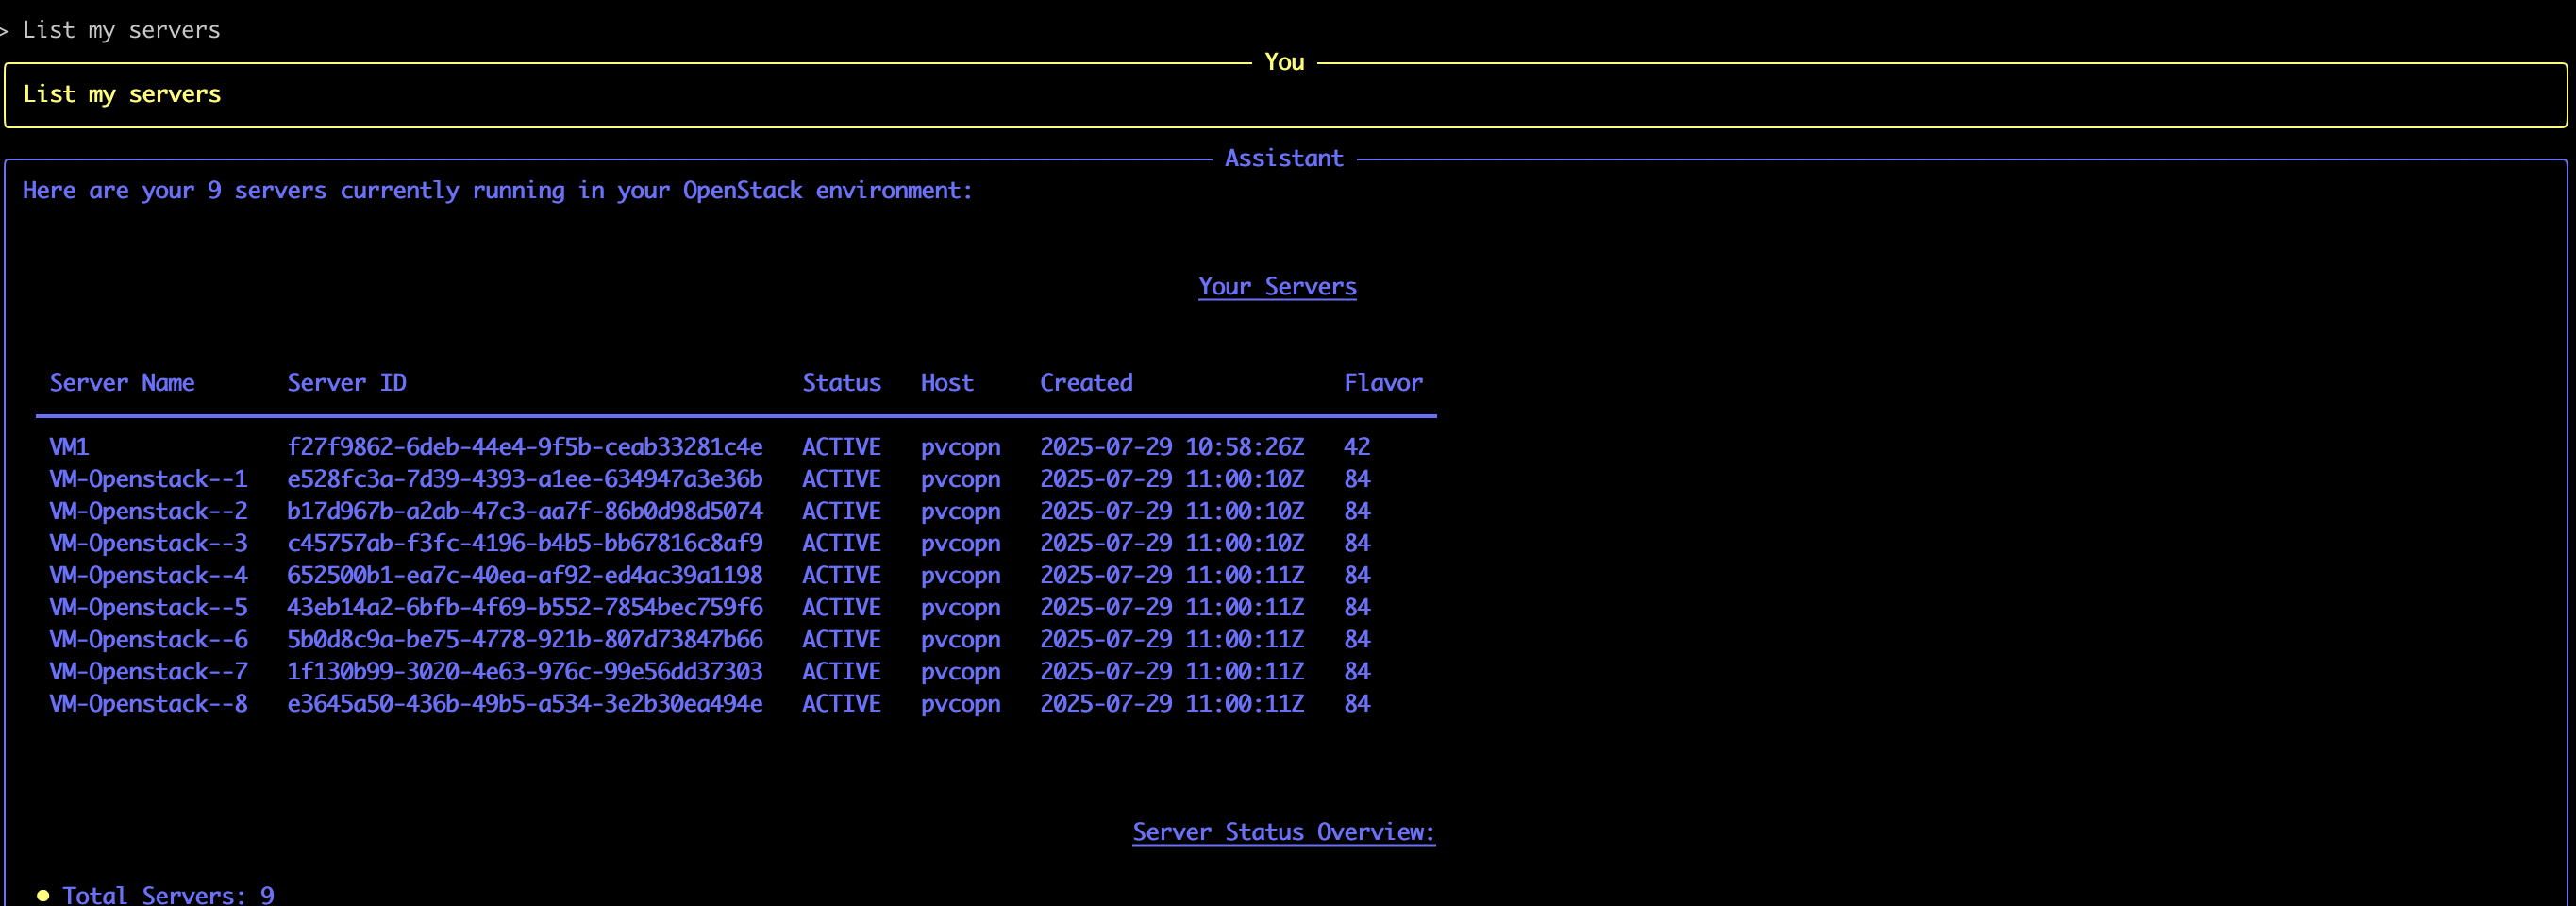 > List my servers
You
List my servers
Assistant
Here are your 9 servers currently running in your OpenStack environment:
Your Servers
Server Name Server ID Status Host Created Flavor
VM1 f27f9862-6deb-44e4-9f5b-ceab33281c4e ACTIVE pvcopn 2025-07-29 10:58:26Z 42
VM-Openstack--1 e528fc3a-7d39-4393-a1ee-634947a3e36b ACTIVE pvcopn 2025-07-29 11:00:10Z 84
VM-Openstack--2 b17d967b-a2ab-47c3-aa7f-86b0d98d5074 ACTIVE pvcopn 2025-07-29 11:00:10Z 84
VM-Openstack--3 c45757ab-f3fc-4196-b4b5-bb67816c8af9 ACTIVE pvcopn 2025-07-29 11:00:10Z 84
VM-Openstack--4 652500b1-ea7c-40ea-af92-ed4ac39a1198 ACTIVE pvcopn 2025-07-29 11:00:11Z 84
VM-Openstack--5 43eb14a2-6bfb-4f69-b552-7854bec759f6 ACTIVE pvcopn 2025-07-29 11:00:11Z 84
VM-Openstack--6 5b0d8c9a-be75-4778-921b-807d73847b66 ACTIVE pvcopn 2025-07-29 11:00:11Z 84
VM-Openstack--7 1f130b99-3020-4e63-976c-99e56dd37303 ACTIVE pvcopn 2025-07-29 11:00:11Z 84
VM-Openstack--8 e3645a50-436b-49b5-a534-3e2b30ea494e ACTIVE pvcopn 2025-07-29 11:00:11Z 84
Server Status Overview:
• Total Servers: 9